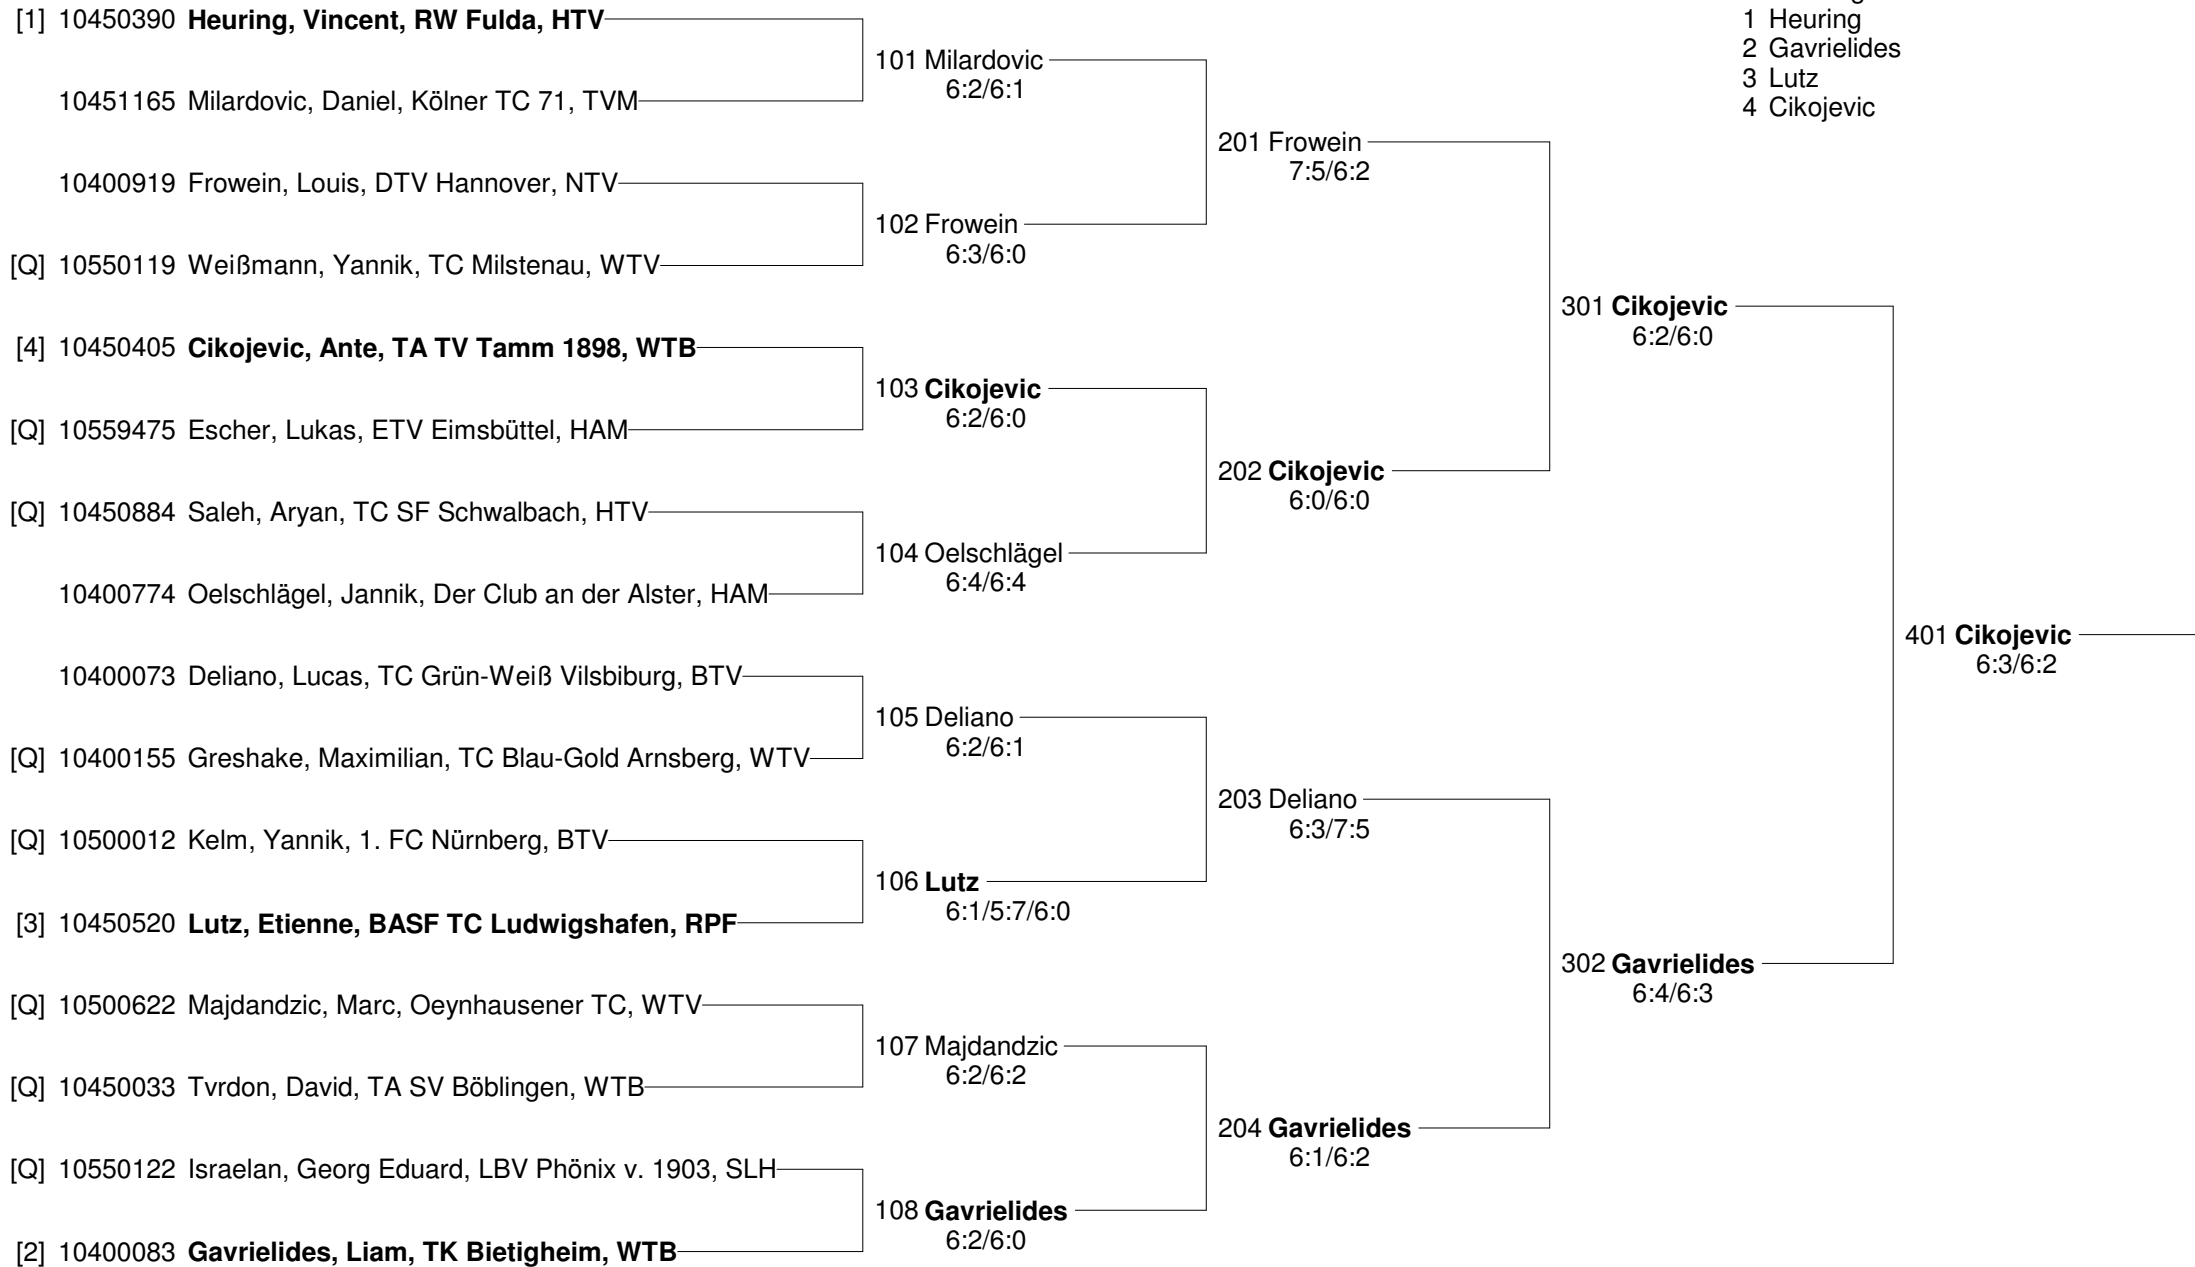 [1] 10450390 Heuring, Vincent, RW Fulda, HTV
10451165 Milardovic, Daniel, Kölner TC 71, TVM
10400919 Frowein, Louis, DTV Hannover, NTV
[Q] 10550119 Weißmann, Yannik, TC Milstenau, WTV
[4] 10450405 Cikojevic, Ante, TA TV Tamm 1898, WTB
[Q] 10559475 Escher, Lukas, ETV Eimsbüttel, HAM
[Q] 10450884 Saleh, Aryan, TC SF Schwalbach, HTV
10400774 Oelschlägel, Jannik, Der Club an der Alster, HAM
10400073 Deliano, Lucas, TC Grün-Weiß Vilsbiburg, BTV
[Q] 10400155 Greshake, Maximilian, TC Blau-Gold Arnsberg, WTV
[Q] 10500012 Kelm, Yannik, 1. FC Nürnberg, BTV
[3] 10450520 Lutz, Etienne, BASF TC Ludwigshafen, RPF
[Q] 10500622 Majdandzic, Marc, Oeynhausener TC, WTV
[Q] 10450033 Tvrdon, David, TA SV Böblingen, WTB
[Q] 10550122 Israelan, Georg Eduard, LBV Phönix v. 1903, SLH
[2] 10400083 Gavrielides, Liam, TK Bietigheim, WTB
101 Milardovic
6:2/6:1
102 Frowein
6:3/6:0
103 Cikojevic
6:2/6:0
104 Oelschlägel
6:4/6:4
105 Deliano
6:2/6:1
106 Lutz
6:1/5:7/6:0
107 Majdandzic
6:2/6:2
108 Gavrielides
6:2/6:0
201 Frowein
7:5/6:2
202 Cikojevic
6:0/6:0
203 Deliano
6:3/7:5
204 Gavrielides
6:1/6:2
301 Cikojevic
6:2/6:0
302 Gavrielides
6:4/6:3
401 Cikojevic
6:3/6:2
1 Heuring
2 Gavrielides
3 Lutz
4 Cikojevic